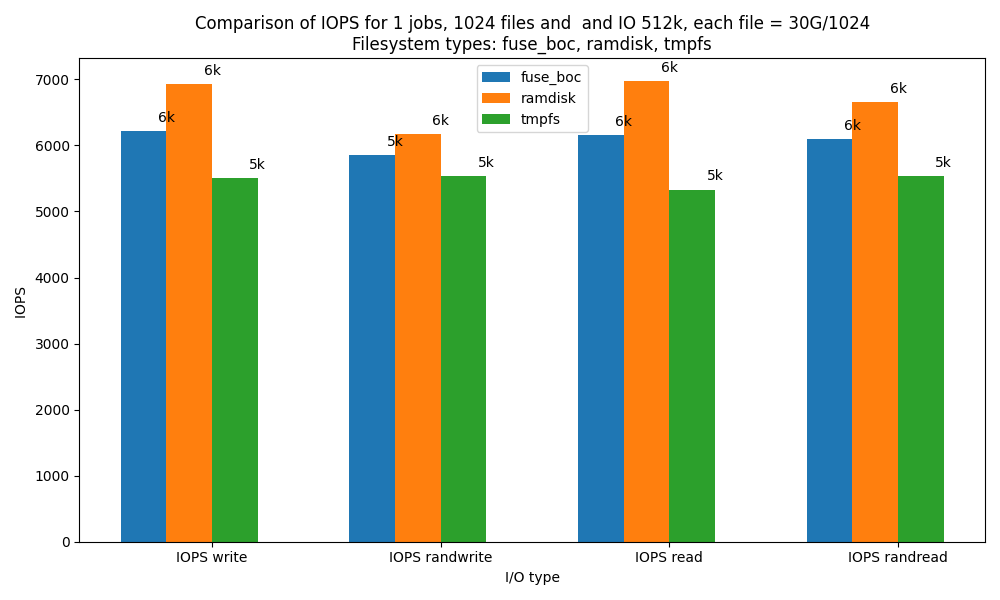 Comparison of IOPS for 1 jobs, 1024 files and  and IO 512k, each file = 30G/1024
Filesystem types: fuse_boc, ramdisk, tmpfs
fuse_boc
ramdisk
tmpfs
IOPS
7000
6000
5000
4000
3000
2000
1000
0
6k
6k
5k
5k
6k
5k
6k
6k
5k
6k
6k
5k
IOPS write
IOPS randwrite
IOPS read
IOPS randread
I/O type